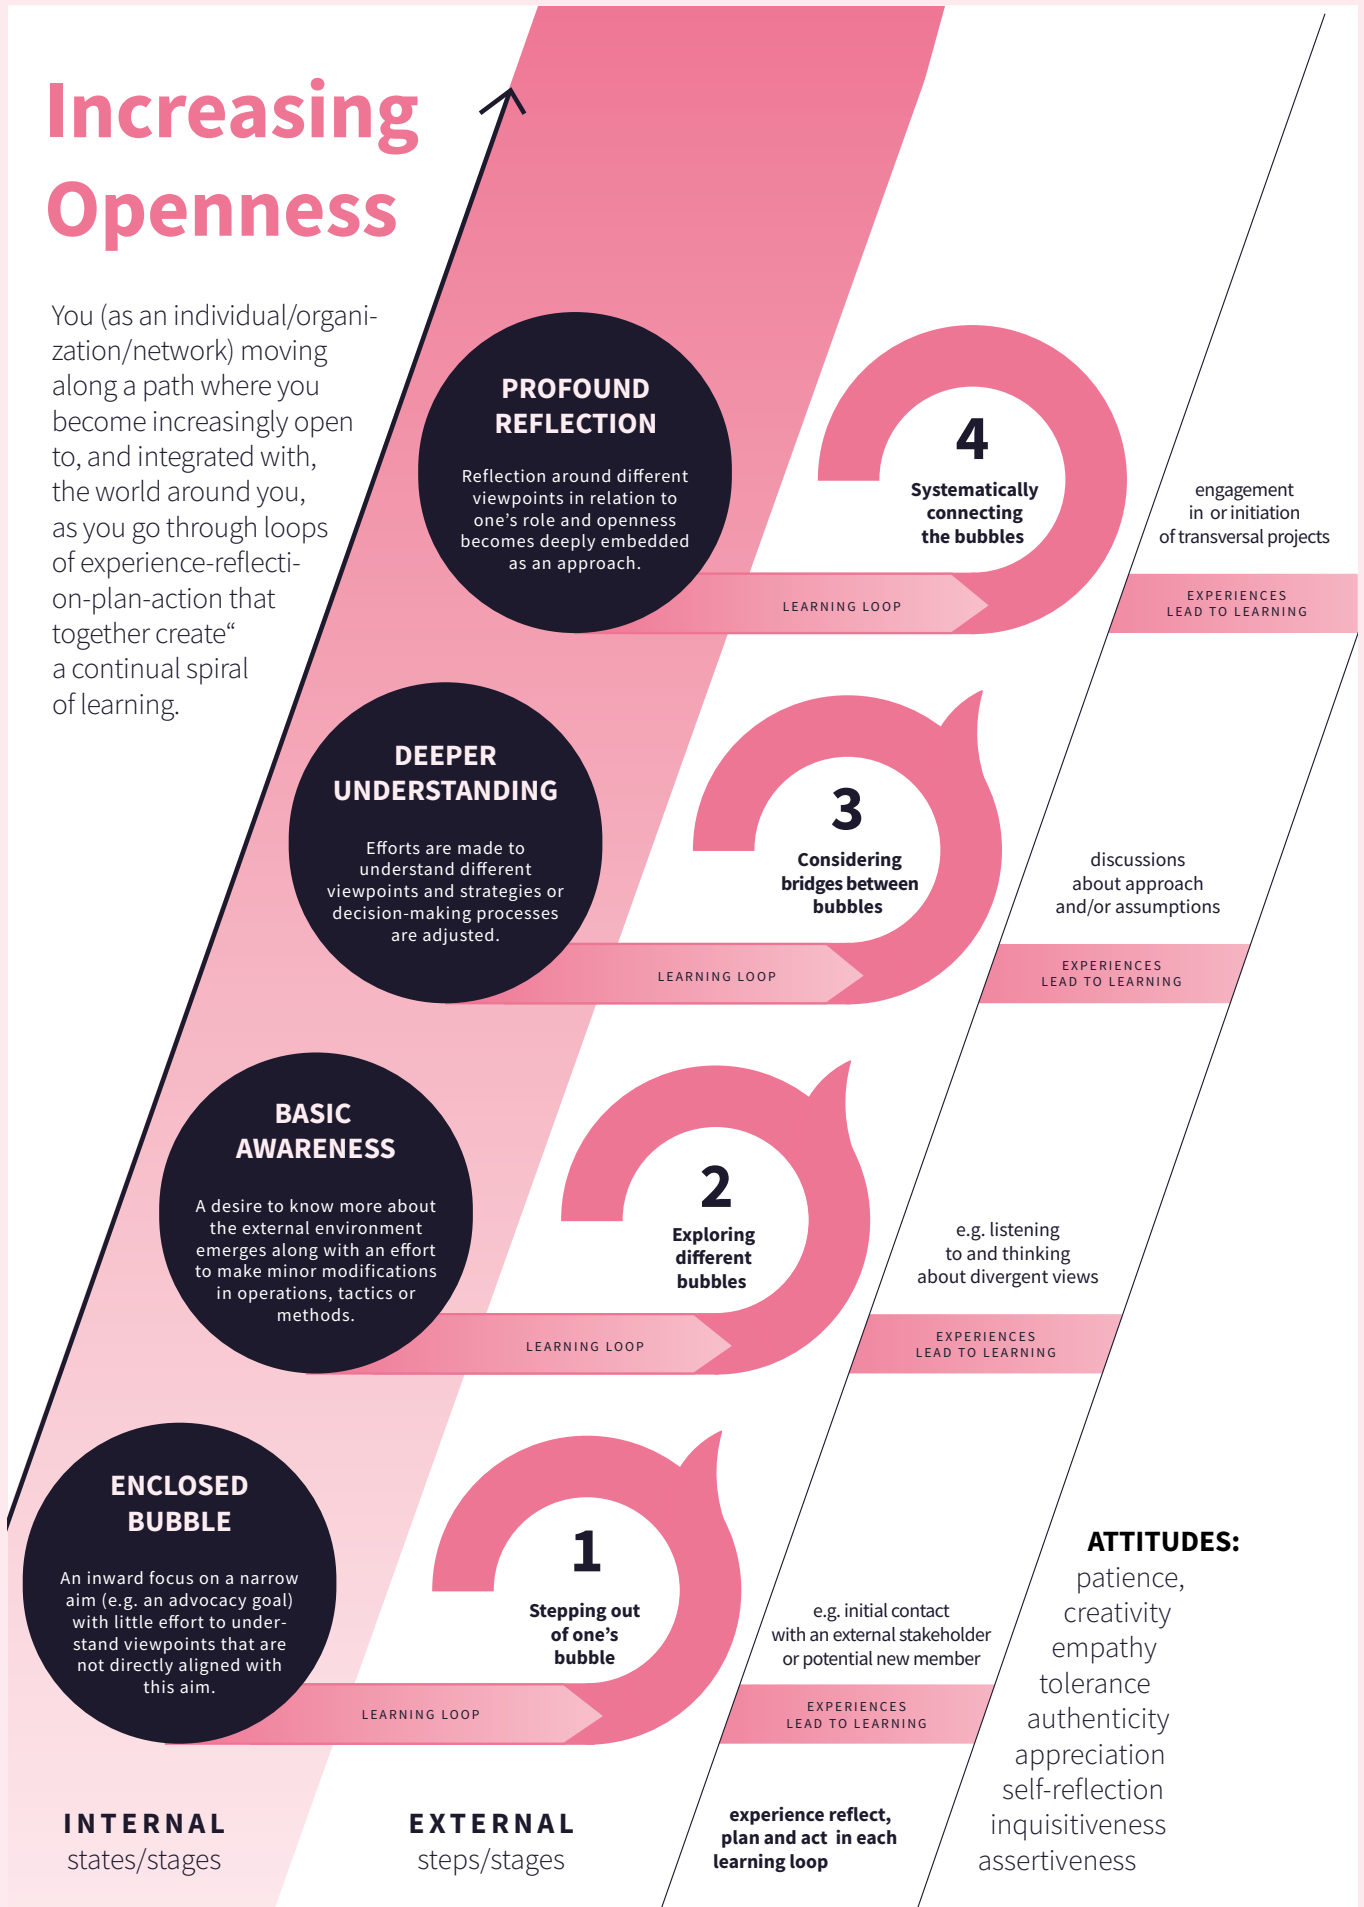 Increasing
Openness
You (as an individual/organi-
zation/network) moving
along a path where you
become increasingly open
to, and integrated with,
the world around you,
as you go through loops
of experience-reflecti-
on-plan-action that
together create“
a continual spiral
of learning.
PROFOUND
REFLECTION
Reflection around different
viewpoints in relation to
one’s role and openness
becomes deeply embedded
as an approach.
4
Systematically
connecting
the bubbles
LEARNING LOOP
engagement
in or initiation
of transversal projects
EXPERIENCES
LEAD TO LEARNING
DEEPER
UNDERSTANDING
Efforts are made to
understand different
viewpoints and strategies or
decision-making processes
are adjusted.
3
Considering
bridges between
bubbles
LEARNING LOOP
discussions
about approach
and/or assumptions
EXPERIENCES
LEAD TO LEARNING
BASIC
AWARENESS
A desire to know more about
the external environment
emerges along with an effort
to make minor modifications
in operations, tactics or
methods.
2
Exploring
different
bubbles
LEARNING LOOP
e.g. listening
to and thinking
about divergent views
EXPERIENCES
LEAD TO LEARNING
ENCLOSED
BUBBLE
An inward focus on a narrow
aim (e.g. an advocacy goal)
with little effort to under-
stand viewpoints that are
not directly aligned with
this aim.
1
Stepping out
of one’s
bubble
LEARNING LOOP
e.g. initial contact
with an external stakeholder
or potential new member
EXPERIENCES
LEAD TO LEARNING
ATTITUDES:
patience,
creativity
empathy
tolerance
authenticity
appreciation
self-reflection
inquisitiveness
assertiveness
INTERNAL
states/stages
EXTERNAL
steps/stages
experience reflect,
plan and act in each
learning loop